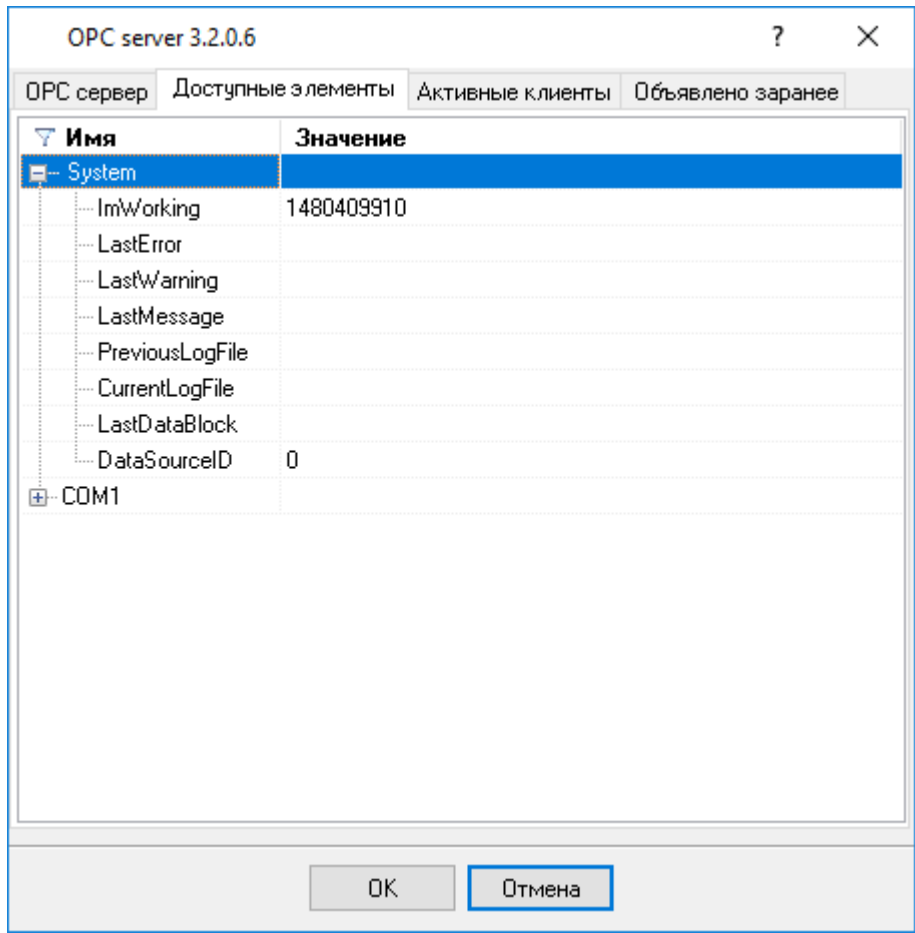 OPC server 3.2.0.6 ?
OPC сервер Доступные элементы Активные клиенты Объявлено заранее
Имя Значение
System
ImWorking 1480409910
LastError
LastWarning
LastMessage
PreviousLogFile
CurrentLogFile
LastDataBlock
DataSourceID 0
COM1
OK Отмена